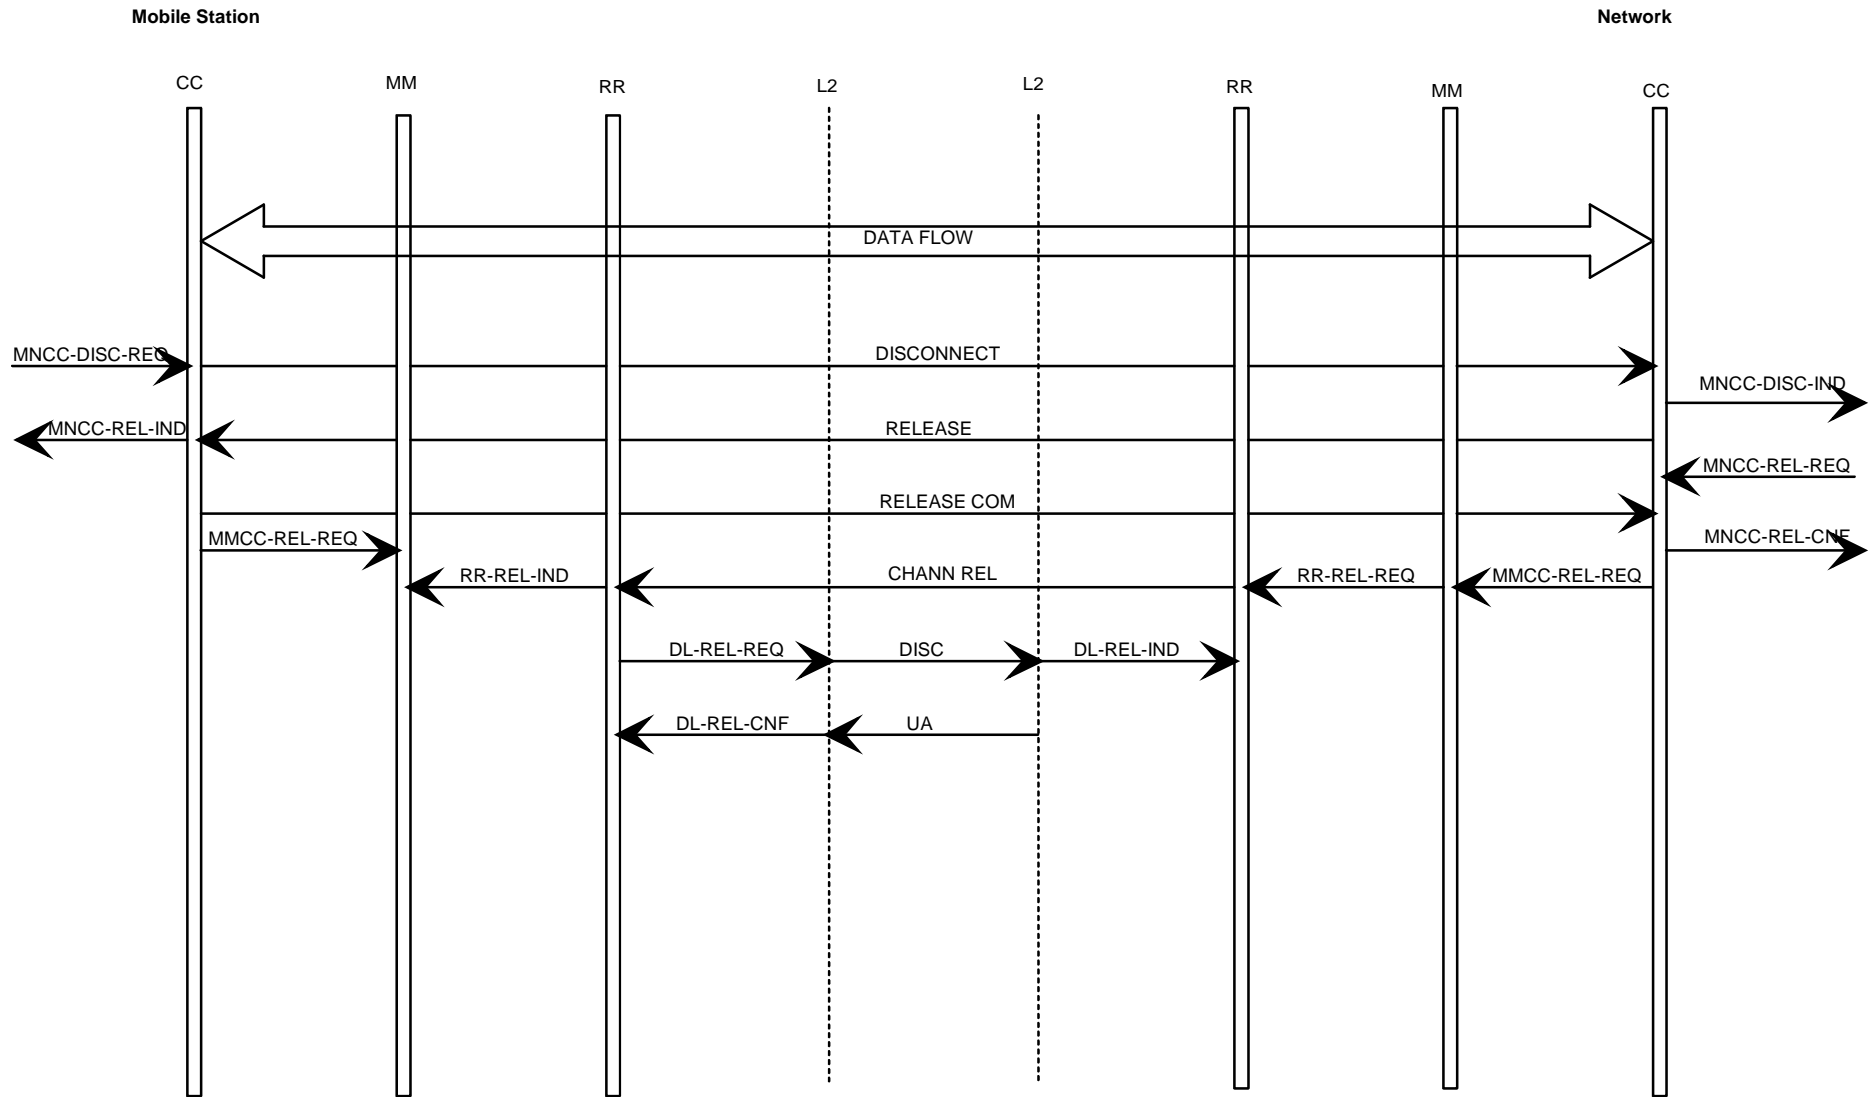 Mobile Station
Network
CC
MM
RR
L2
L2
RR
MM
CC
DATA FLOW
MNCC-DISC-REQ
DISCONNECT
MNCC-DISC-IND
MNCC-REL-IND
RELEASE
MNCC-REL-REQ
RELEASE COM
MMCC-REL-REQ
MNCC-REL-CNF
RR-REL-IND
CHANN REL
RR-REL-REQ
MMCC-REL-REQ
DL-REL-REQ
DISC
DL-REL-IND
DL-REL-CNF
UA